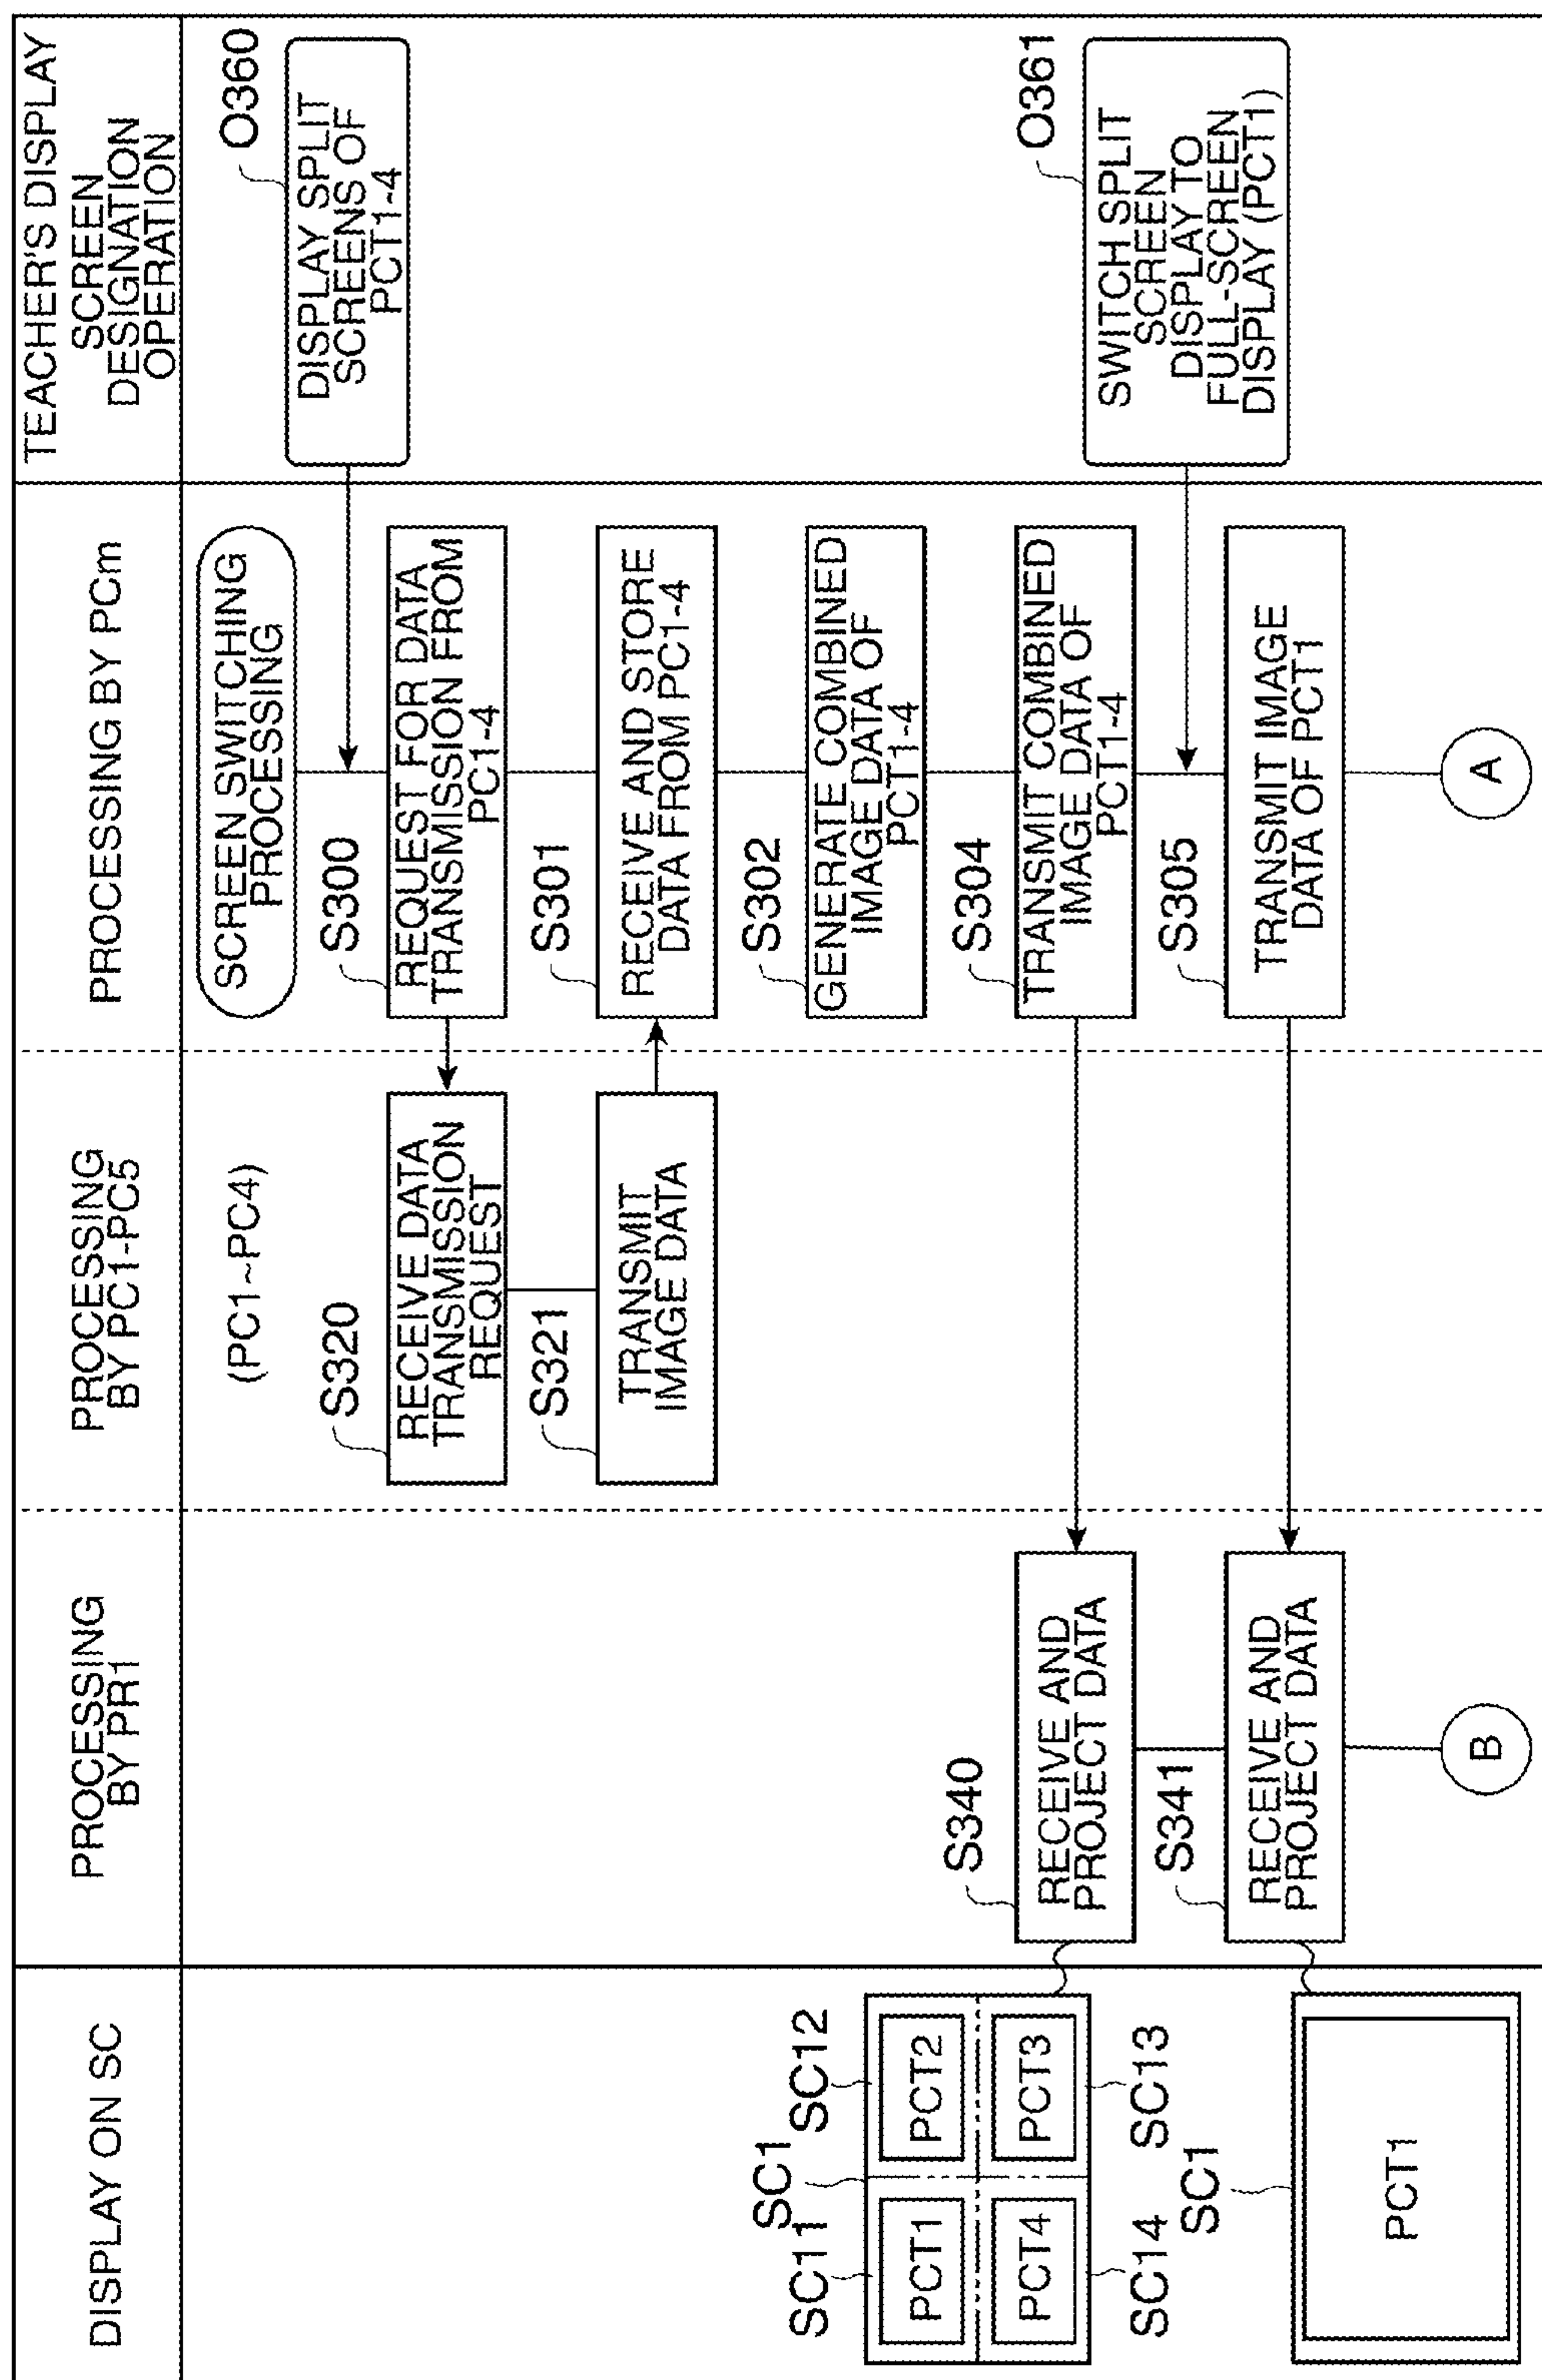 DISPLAY ON SC
PROCESSING
BY PR1
PROCESSING
BY PC1-PC5
PROCESSING BY PCm
TEACHER'S DISPLAY
SCREEN
DESIGNATION
OPERATION
(PC1~PC4)
SCREEN SWITCHING
PROCESSING
O360
DISPLAY SPLIT
SCREENS OF
PCT1-4
S300
REQUEST FOR DATA
TRANSMISSION FROM
PC1-4
S320
RECEIVE DATA
TRANSMISSION
REQUEST
S321
TRANSMIT
IMAGE DATA
S301
RECEIVE AND STORE
DATA FROM PC1-4
S302
GENERATE COMBINED
IMAGE DATA OF
PCT1-4
S304
TRANSMIT COMBINED
IMAGE DATA OF
PCT1-4
S340
RECEIVE AND
PROJECT DATA
SC1
SC11
SC12
PCT1
PCT2
PCT4
PCT3
SC14
SC13
O361
SWITCH SPLIT
SCREEN
DISPLAY TO
FULL-SCREEN
DISPLAY (PCT1)
S305
TRANSMIT IMAGE
DATA OF PCT1
S341
RECEIVE AND
PROJECT DATA
SC1
PCT1
B
A